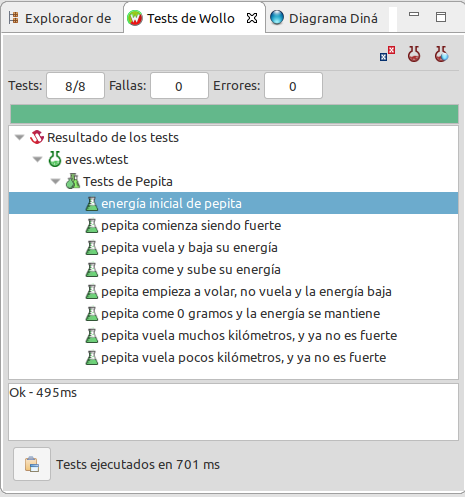 Explorador de
Tests de Wollo
Diagrama Diná
Tests: 8/8 Fallas: 0 Errores: 0
Resultado de los tests
aves.wtest
Tests de Pepita
energía inicial de pepita
pepita comienza siendo fuerte
pepita vuela y baja su energía
pepita come y sube su energía
pepita empieza a volar, no vuela y la energía baja
pepita come 0 gramos y la energía se mantiene
pepita vuela muchos kilómetros, y ya no es fuerte
pepita vuela pocos kilómetros, y ya no es fuerte
Ok - 495ms
Tests ejecutados en 701 ms